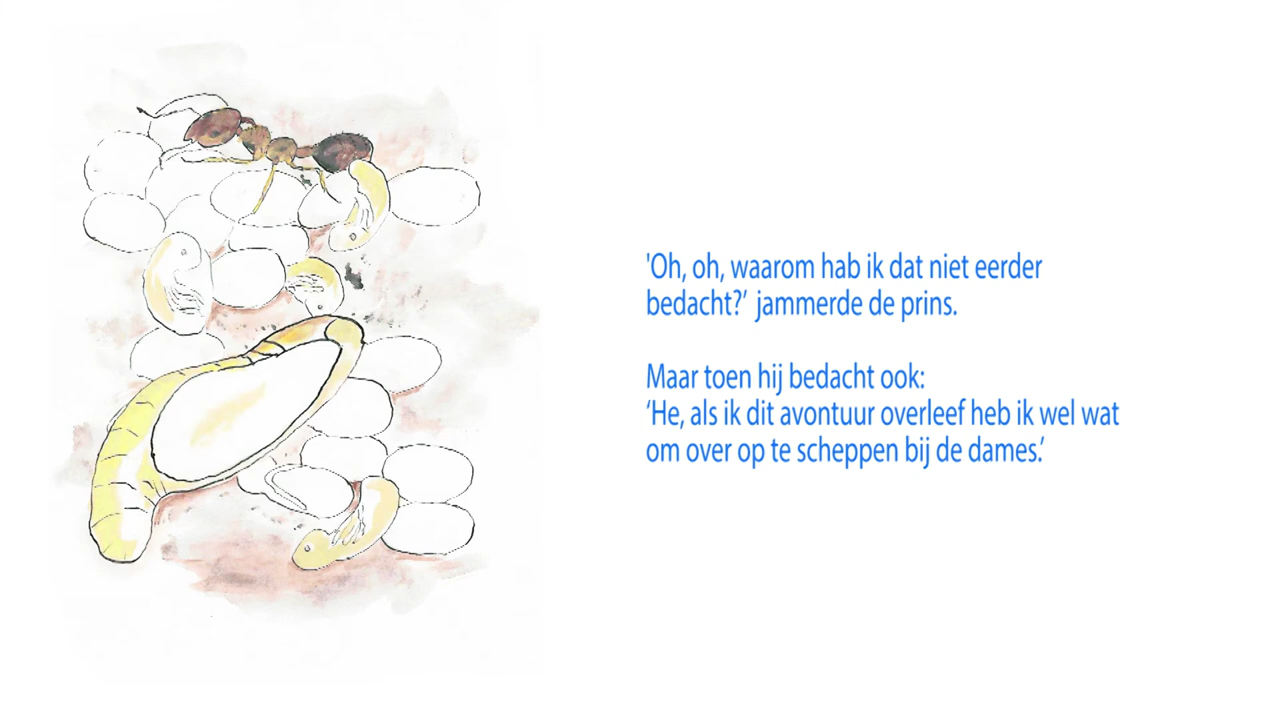 'Oh, oh, waarom hab ik dat niet eerder
bedacht?’ jammerde de prins.
Maar toen hij bedacht ook:
‘He, als ik dit avontuur overleef heb ik wel wat
om over op te scheppen bij de dames.’